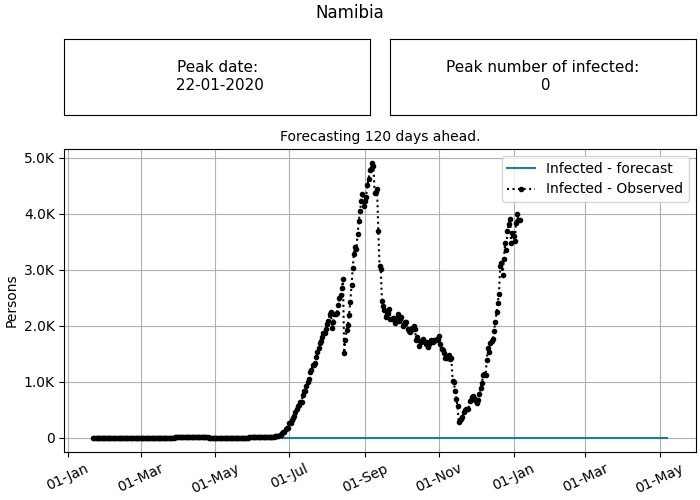 Namibia
Peak date:
22-01-2020
Peak number of infected:
0
Forecasting 120 days ahead.
Infected - forecast
Infected - Observed
Persons
5.0K
4.0K
3.0K
2.0K
1.0K
0
01-Jan
01-Mar
01-May
01-Jul
01-Sep
01-Nov
01-Jan
01-Mar
01-May